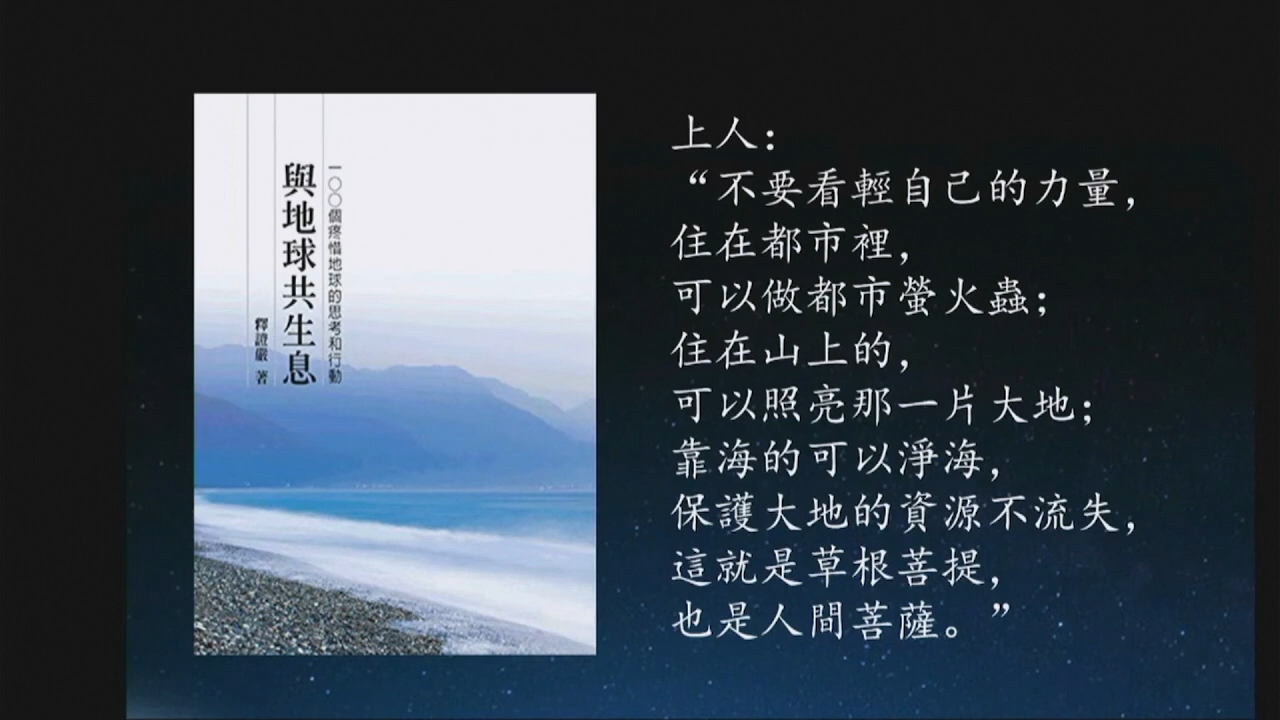 一〇〇個疼惜地球的思考和行動
與地球共生息
釋證嚴 著
上人：
“不要看輕自己的力量，
住在都市裡，
可以做都市螢火蟲；
住在山上的，
可以照亮那一片大地；
靠海的可以淨海，
保護大地的資源不流失，
這就是草根菩提，
也是人間菩薩。”